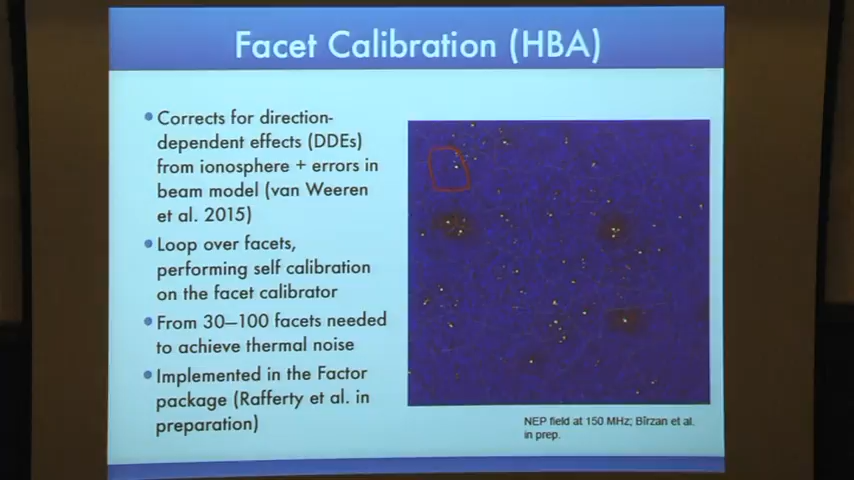 Facet Calibration (HBA)
Corrects for direction-
dependent effects (DDEs)
from ionosphere + errors in
beam model (van Weeren
et al. 2015)
Loop over facets,
performing self calibration
on the facet calibrator
From 30—100 facets needed
to achieve thermal noise
Implemented in the Factor
package (Rafferty et al. in
preparation)
NEP field at 150 MHz; Bîrzan et al.
in prep.